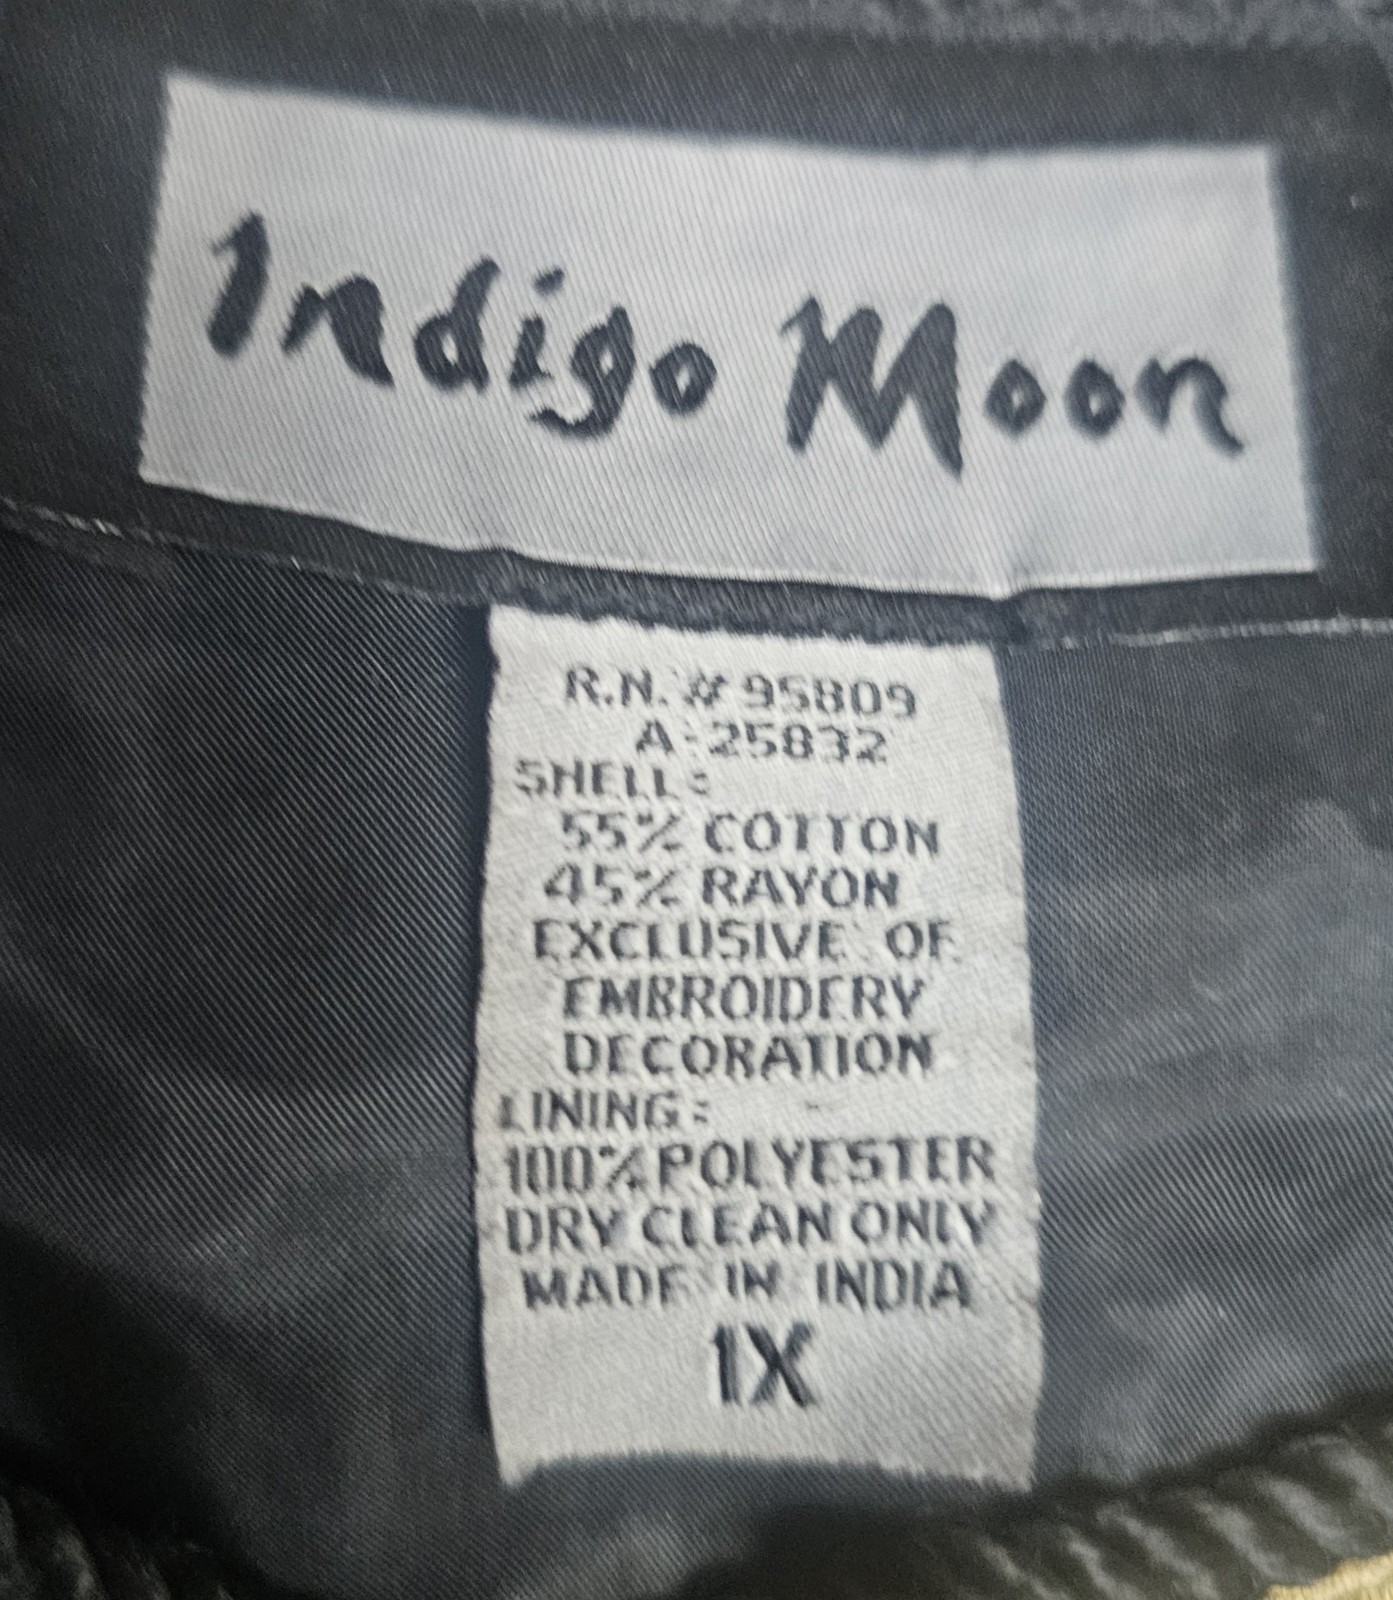 Indigo Moon
R.N. # 95809
A-25832
SHELL:
55% COTTON
45% RAYON
EXCLUSIVE OF
EMBROIDERY
DECORATION
LINING:
100% POLYESTER
DRY CLEAN ONLY
MADE IN INDIA
1X